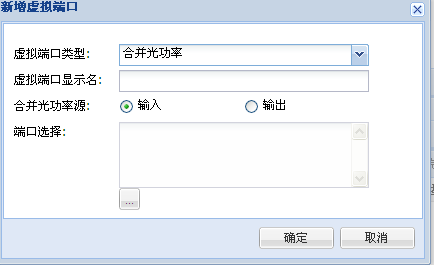 新增虚拟端口
虚拟端口类型: 合并光功率
虚拟端口显示名:
合并光功率源: 输入 输出
端口选择:
...
确定 取消